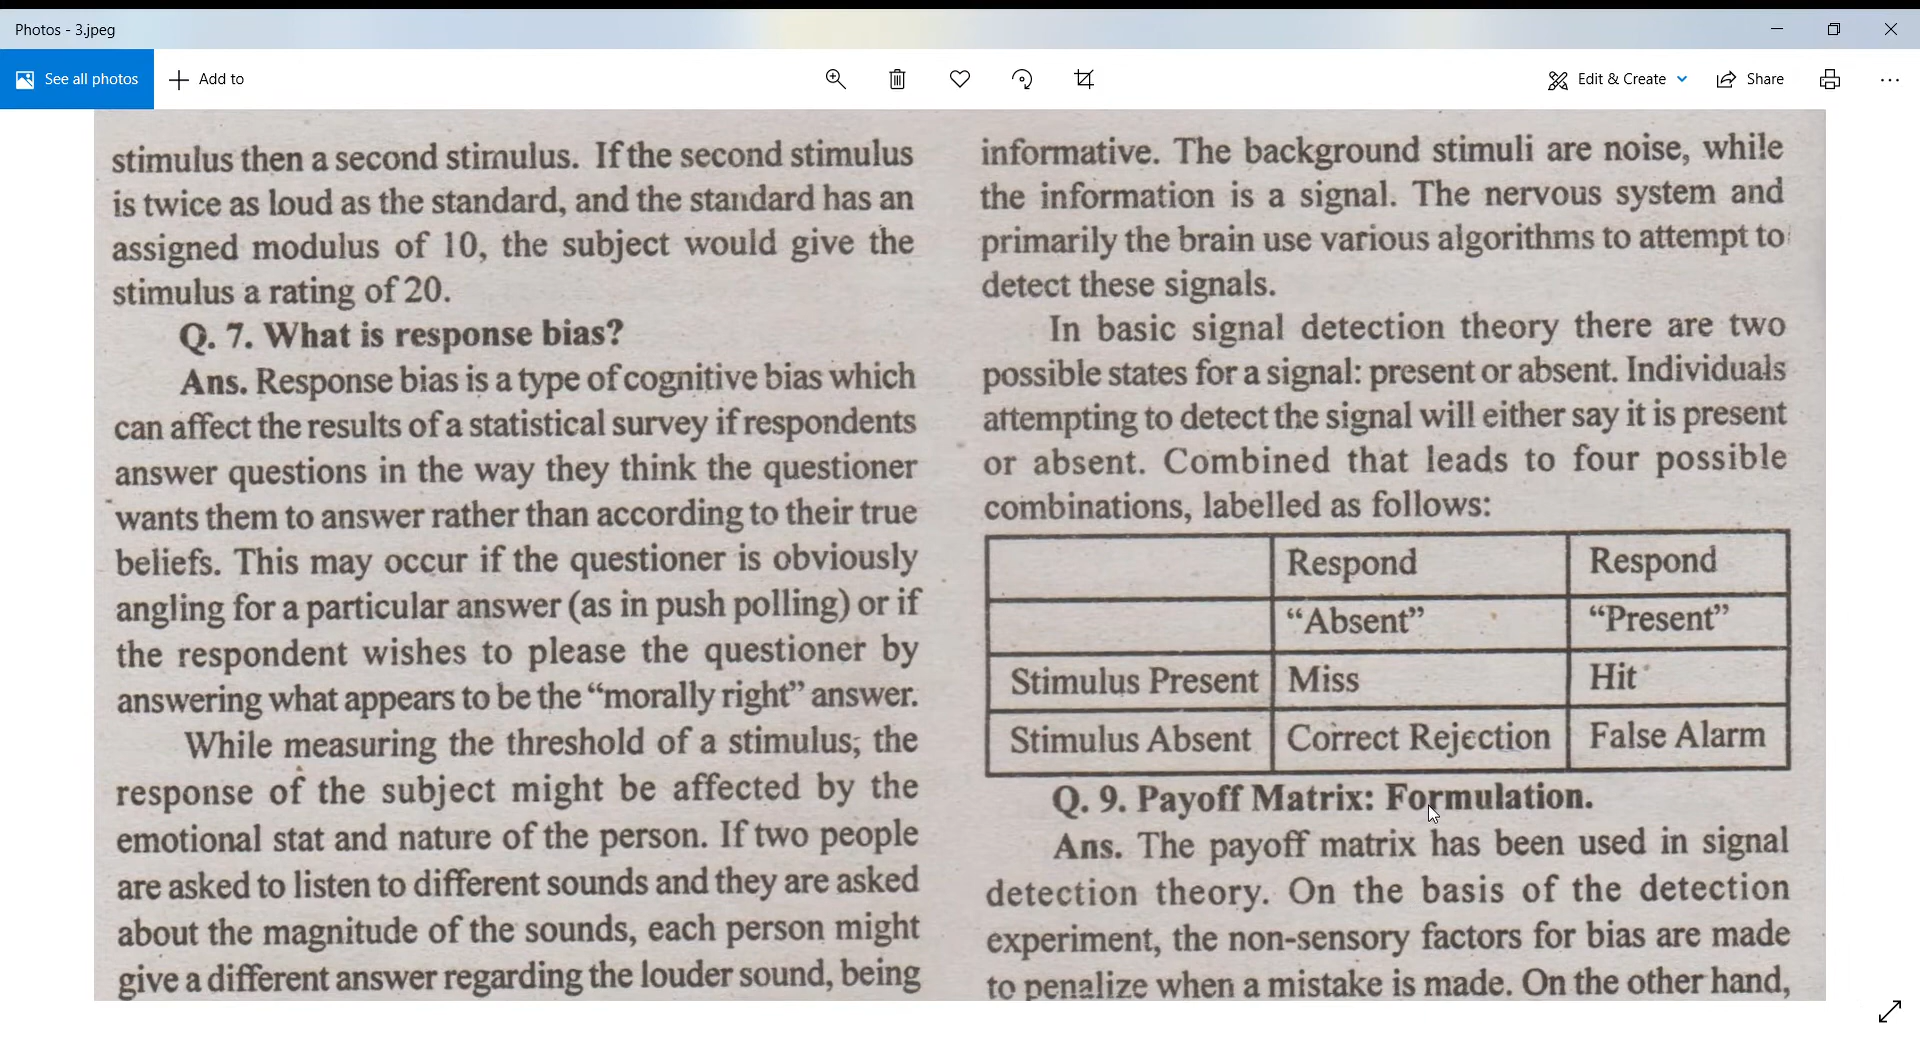 Photos - 3.jpeg
See all photos
Add to
Edit & Create
Share
stimulus then a second stimulus. If the second stimulus
is twice as loud as the standard, and the standard has an
assigned modulus of 10, the subject would give the
stimulus a rating of 20.
Q. 7. What is response bias?
Ans. Response bias is a type of cognitive bias which
can affect the results of a statistical survey if respondents
answer questions in the way they think the questioner
wants them to answer rather than according to their true
beliefs. This may occur if the questioner is obviously
angling for a particular answer (as in push polling) or if
the respondent wishes to please the questioner by
answering what appears to be the “morally right” answer.
While measuring the threshold of a stimulus, the
response of the subject might be affected by the
emotional stat and nature of the person. If two people
are asked to listen to different sounds and they are asked
about the magnitude of the sounds, each person might
give a different answer regarding the louder sound, being
informative. The background stimuli are noise, while
the information is a signal. The nervous system and
primarily the brain use various algorithms to attempt to
detect these signals.
In basic signal detection theory there are two
possible states for a signal: present or absent. Individuals
attempting to detect the signal will either say it is present
or absent. Combined that leads to four possible
combinations, labelled as follows:
Respond Respond
“Absent” “Present”
Stimulus Present Miss Hit
Stimulus Absent Correct Rejection False Alarm
Q. 9. Payoff Matrix: Formulation.
Ans. The payoff matrix has been used in signal
detection theory. On the basis of the detection
experiment, the non-sensory factors for bias are made
to penalize when a mistake is made. On the other hand,